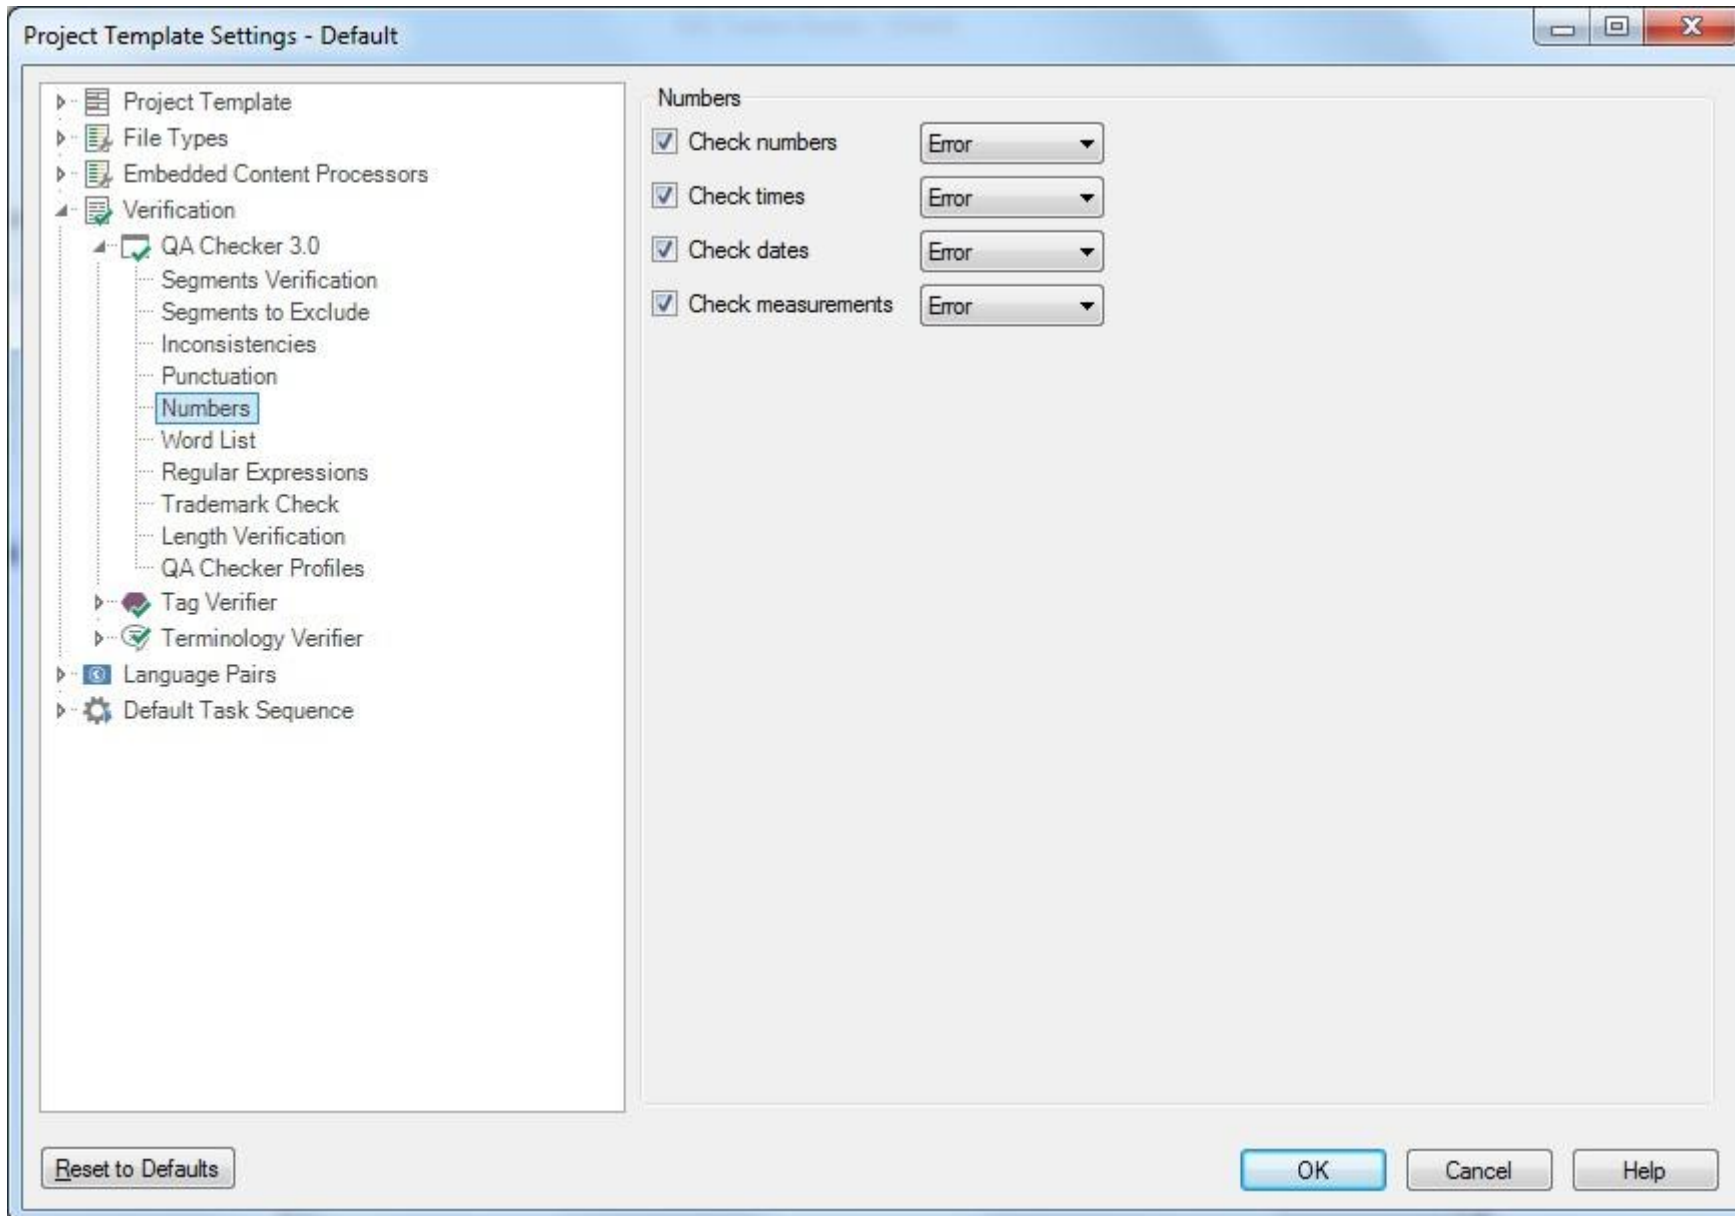 Project Template Settings - Default
Project Template
File Types
Embedded Content Processors
Verification
QA Checker 3.0
Segments Verification
Segments to Exclude
Inconsistencies
Punctuation
Numbers
Word List
Regular Expressions
Trademark Check
Length Verification
QA Checker Profiles
Tag Verifier
Terminology Verifier
Language Pairs
Default Task Sequence
Numbers
Check numbers Error
Check times Error
Check dates Error
Check measurements Error
Reset to Defaults
OK Cancel Help